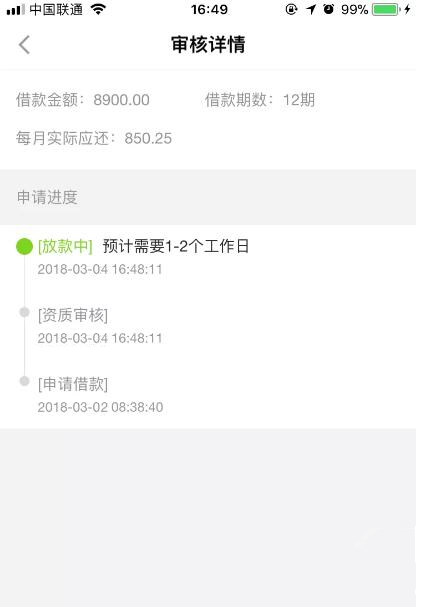 中国联通 16:49 99%
审核详情
借款金额：8900.00 借款期数：12期
每月实际应还：850.25
申请进度
[放款中] 预计需要1-2个工作日
2018-03-04 16:48:11
[资质审核]
2018-03-04 16:48:11
[申请借款]
2018-03-02 08:38:40